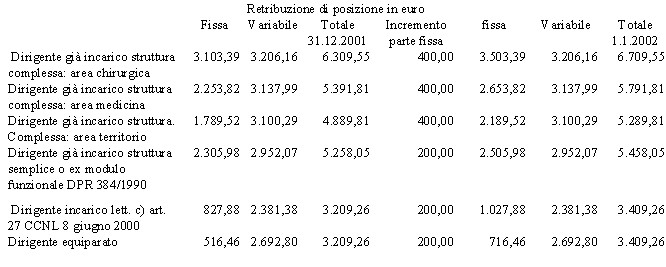 Retribuzione di posizione in euro
Fissa Variabile Totale Incremento fissa Variabile Totale
31.12.2001 parte fissa 1.1.2002
Dirigente già incarico struttura 3.103,39 3.206,16 6.309,55 400,00 3.503,39 3.206,16 6.709,55
complessa: area chirurgica
Dirigente già incarico struttura 2.253,82 3.137,99 5.391,81 400,00 2.653,82 3.137,99 5.791,81
complessa: area medicina
Dirigente già incarico struttura. 1.789,52 3.100,29 4.889,81 400,00 2.189,52 3.100,29 5.289,81
Complessa: area territorio
Dirigente già incarico struttura 2.305,98 2.952,07 5.258,05 200,00 2.505,98 2.952,07 5.458,05
semplice o ex modulo
funzionale DPR 384/1990
Dirigente incarico lett. c) art. 827,88 2.381,38 3.209,26 200,00 1.027,88 2.381,38 3.409,26
27 CCNL 8 giugno 2000
Dirigente equiparato 516,46 2.692,80 3.209,26 200,00 716,46 2.692,80 3.409,26